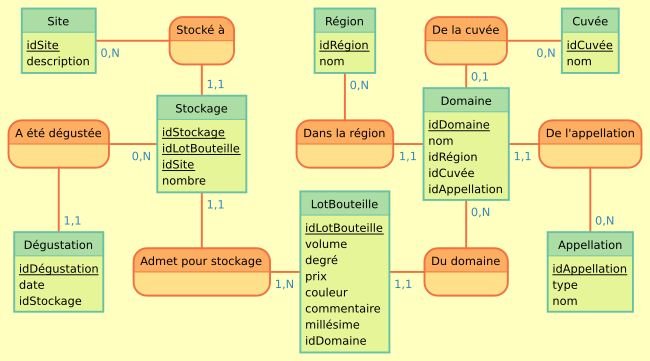 Site
idSite
description
0,N
Stocké à
1,1
Région
idRégion
nom
0,N
De la cuvée
0,1
0,N
Cuvée
idCuvée
nom
A été dégustée
0,N
1,1
Stockage
idStockage
idLotBouteille
idSite
nombre
1,1
Dans la région
1,1
Domaine
idDomaine
nom
idRégion
idCuvée
idAppellation
1,1
0,N
De l'appellation
0,N
Dégustation
idDégustation
date
idStockage
Admet pour stockage
1,N
LotBouteille
idLotBouteille
volume
degré
prix
couleur
commentaire
millésime
idDomaine
1,1
Du domaine
Appellation
idAppellation
type
nom